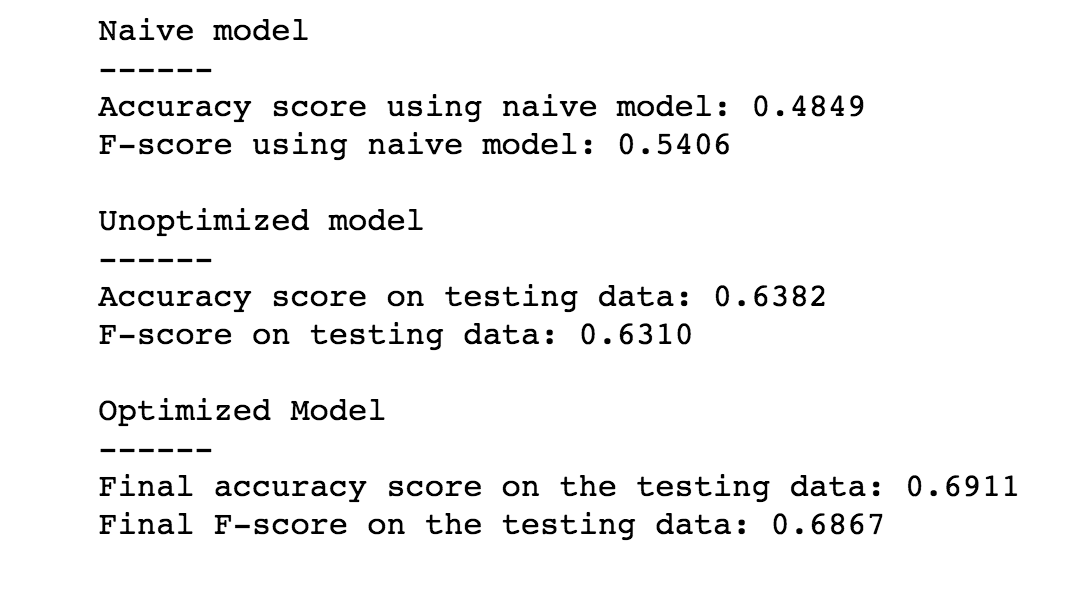 Naive model
------
Accuracy score using naive model: 0.4849
F-score using naive model: 0.5406
Unoptimized model
------
Accuracy score on testing data: 0.6382
F-score on testing data: 0.6310
Optimized Model
------
Final accuracy score on the testing data: 0.6911
Final F-score on the testing data: 0.6867